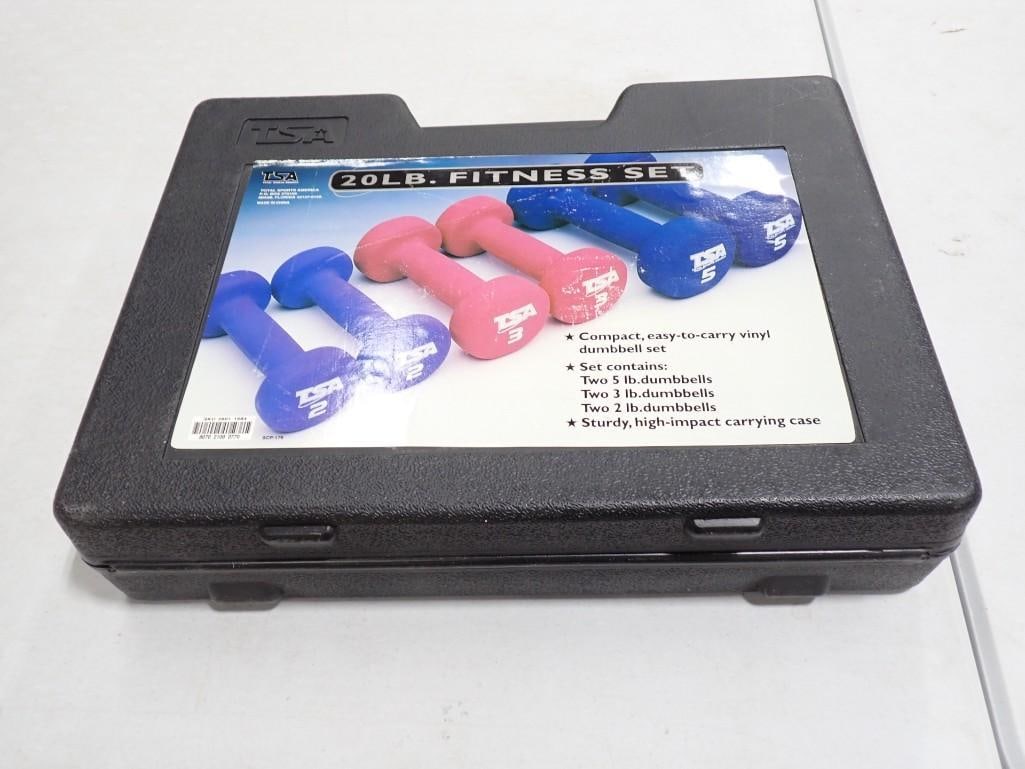 TSA
TSA
20LB. FITNESS SET
TOTAL SPORTS AMERICA
MADE IN CHINA
TSA 2
TSA 2
TSA 3
TSA 3
TSA 5
TSA 5
★ Compact, easy-to-carry vinyl
dumbbell set
★ Set contains:
Two 5 lb.dumbbells
Two 3 lb.dumbbells
Two 2 lb.dumbbells
★ Sturdy, high-impact carrying case